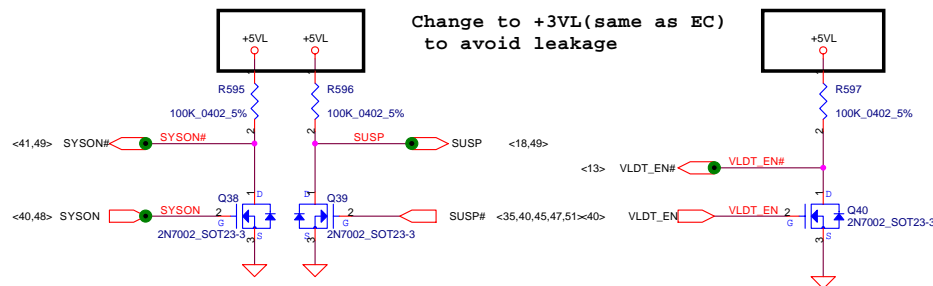 Change to +3VL(same as EC)
to avoid leakage
+5VL
+5VL
+5VL
1
1
1
R595
R596
R597
100K_0402_5%
100K_0402_5%
100K_0402_5%
2
2
2
<41,49>
SYSON#
SYSON#
SUSP
SUSP
<18,49>
<13>
VLDT_EN#
VLDT_EN#
Q38
1
D
D
1
Q39
1
D
Q40
<40,48>
SYSON
SYSON
2
G
2
G
SUSP#
<35,40,45,47,51>
<40>
VLDT_EN
VLDT_EN
2
G
2N7002_SOT23-3
S
S
2N7002_SOT23-3
S
2N7002_SOT23-3
3
3
3